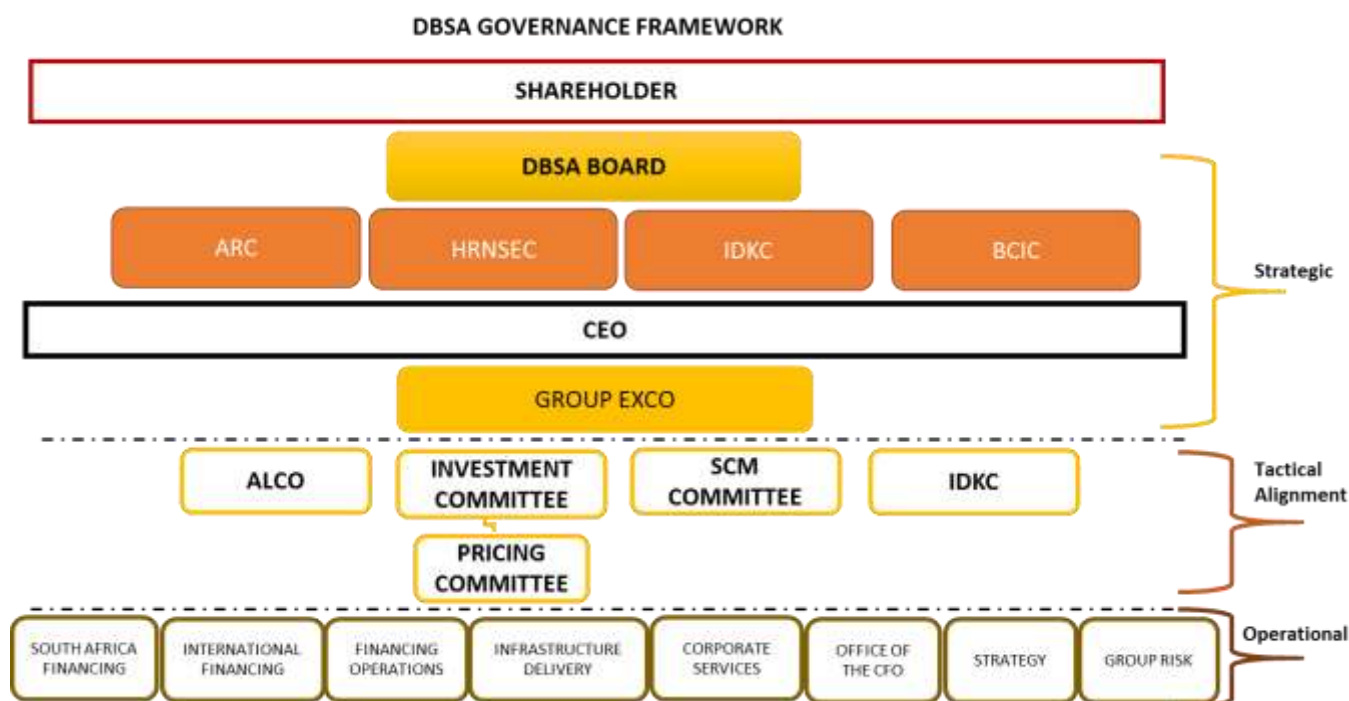 DBSA GOVERNANCE FRAMEWORK
SHAREHOLDER
DBSA BOARD
ARC
HRNSEC
IDKC
BCIC
Strategic
CEO
GROUP EXCO
ALCO
INVESTMENT
COMMITTEE
SCM
COMMITTEE
IDKC
Tactical
Alignment
PRICING
COMMITTEE
SOUTH AFRICA
FINANCING
INTERNATIONAL
FINANCING
FINANCING
OPERATIONS
INFRASTRUCTURE
DELIVERY
CORPORATE
SERVICES
OFFICE OF
THE CFO
STRATEGY
GROUP RISK
Operational